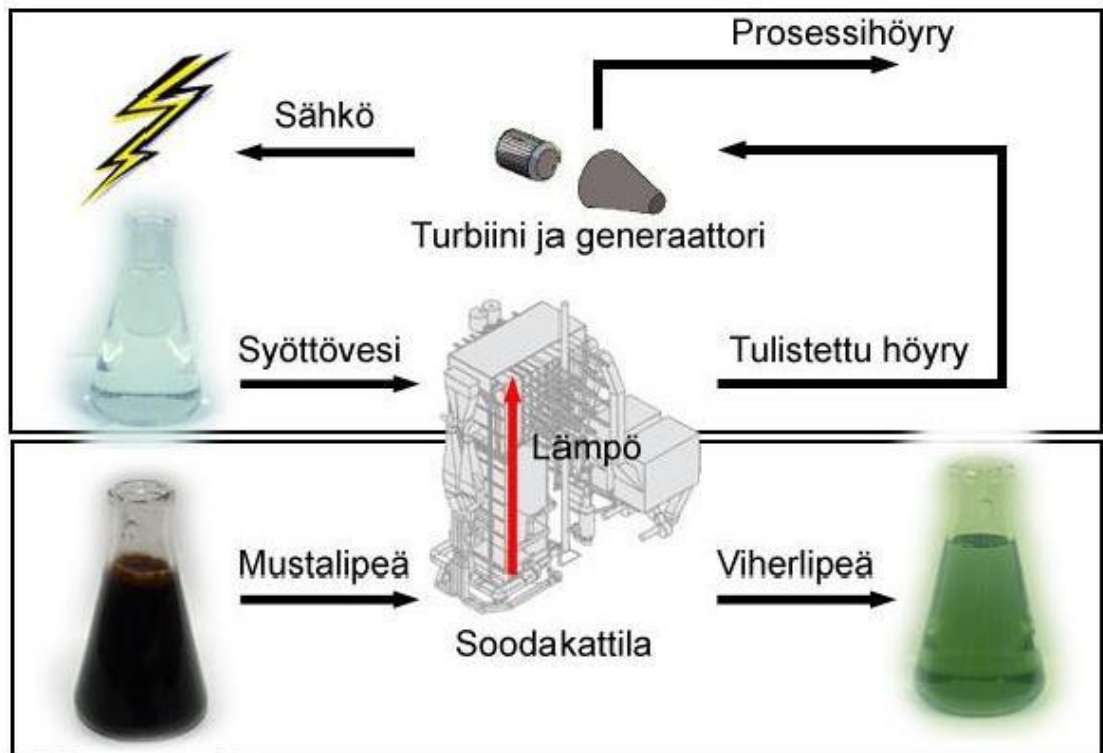 Prosessihöyry
Sähkö
Turbiini ja generaattori
Syöttövesi
Tulistettu höyry
Lämpö
Mustalipeä
Viherlipeä
Soodakattila